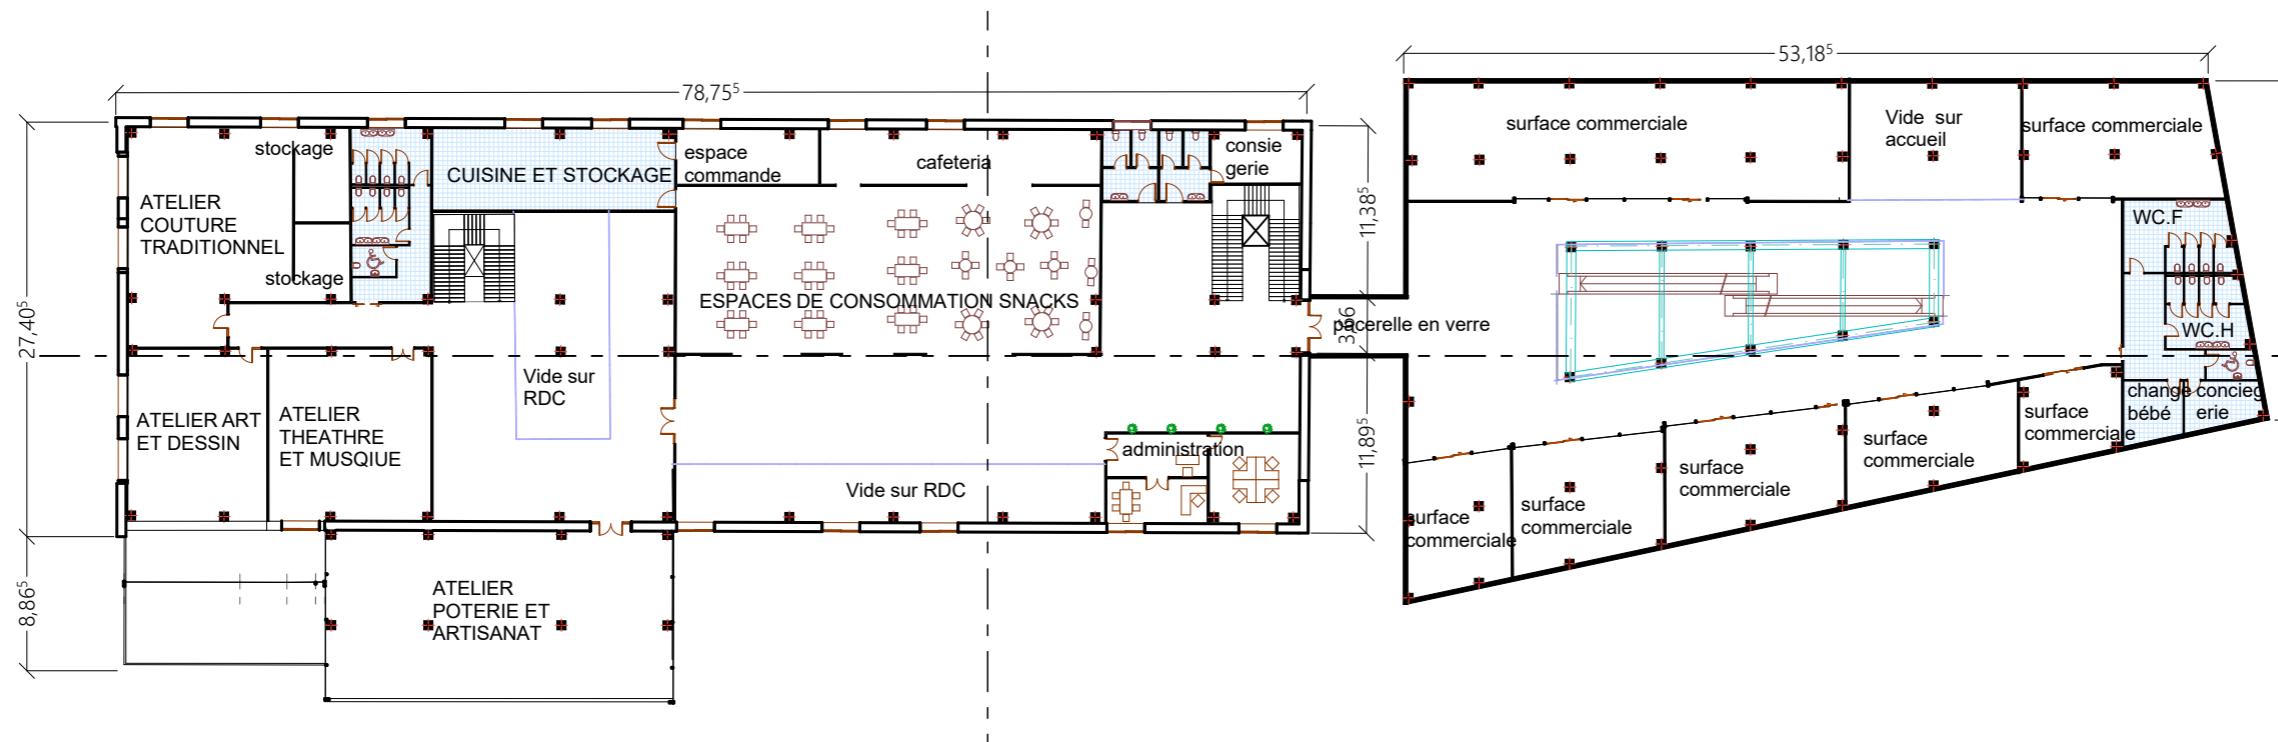 53,18⁵
78,75⁵
stockage
CUISINE ET STOCKAGE
espace
commande
cafeteria
consie
gerie
surface commerciale
Vide sur
accueil
surface commerciale
ATELIER
COUTURE
TRADITIONNEL
stockage
11,38⁵
WC.F
27,40⁵
ESPACES DE CONSOMMATION SNACKS
3,66
pacerelle en verre
WC.H
Vide sur
RDC
ATELIER ART
ET DESSIN
ATELIER
THEATHRE
ET MUSQIUE
change
bébé
concieg
erie
11,89⁵
administration
surface
commerciale
surface
commerciale
surface
commerciale
Vide sur RDC
surface
commerciale
surface
commerciale
8,86⁵
ATELIER
POTERIE ET
ARTISANAT